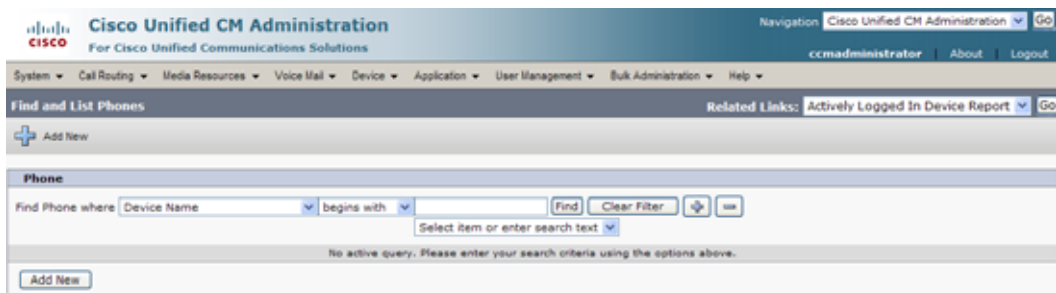 Cisco Unified CM Administration
Navigation Cisco Unified CM Administration Go
CISCO
For Cisco Unified Communications Solutions
ccmadministrator | About | Logout
System Call Routing Media Resources Voice Mail Device Application User Management Bulk Administration Help
Find and List Phones
Related Links: Actively Logged In Device Report Go
Add New
Phone
Find Phone where Device Name begins with Find Clear Filter
Select item or enter search text
No active query. Please enter your search criteria using the options above.
Add New